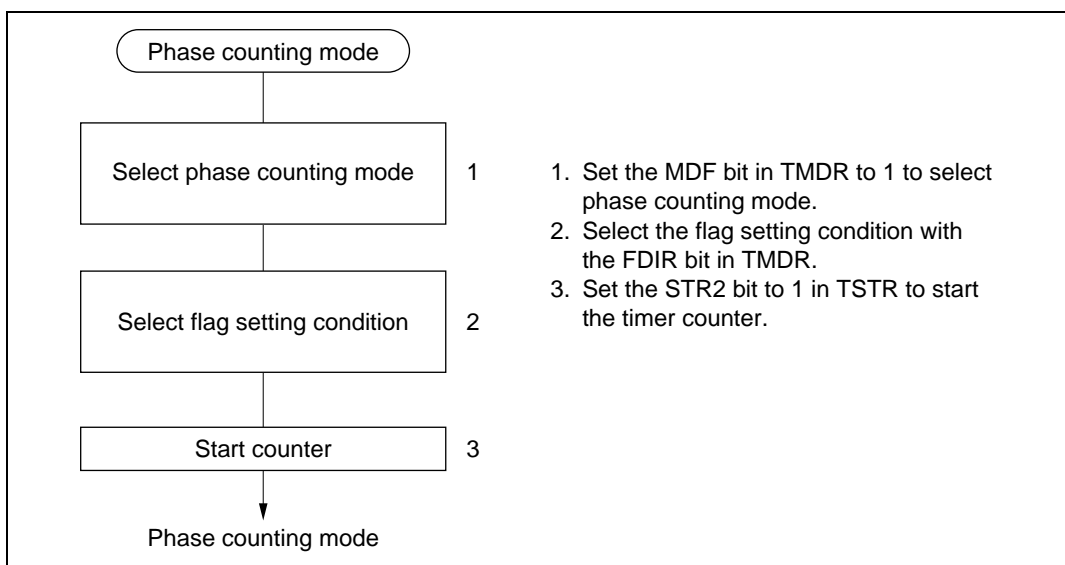 Phase counting mode
Select phase counting mode 1
Select flag setting condition 2
Start counter 3
Phase counting mode
1. Set the MDF bit in TMDR to 1 to select
phase counting mode.
2. Select the flag setting condition with
the FDIR bit in TMDR.
3. Set the STR2 bit to 1 in TSTR to start
the timer counter.